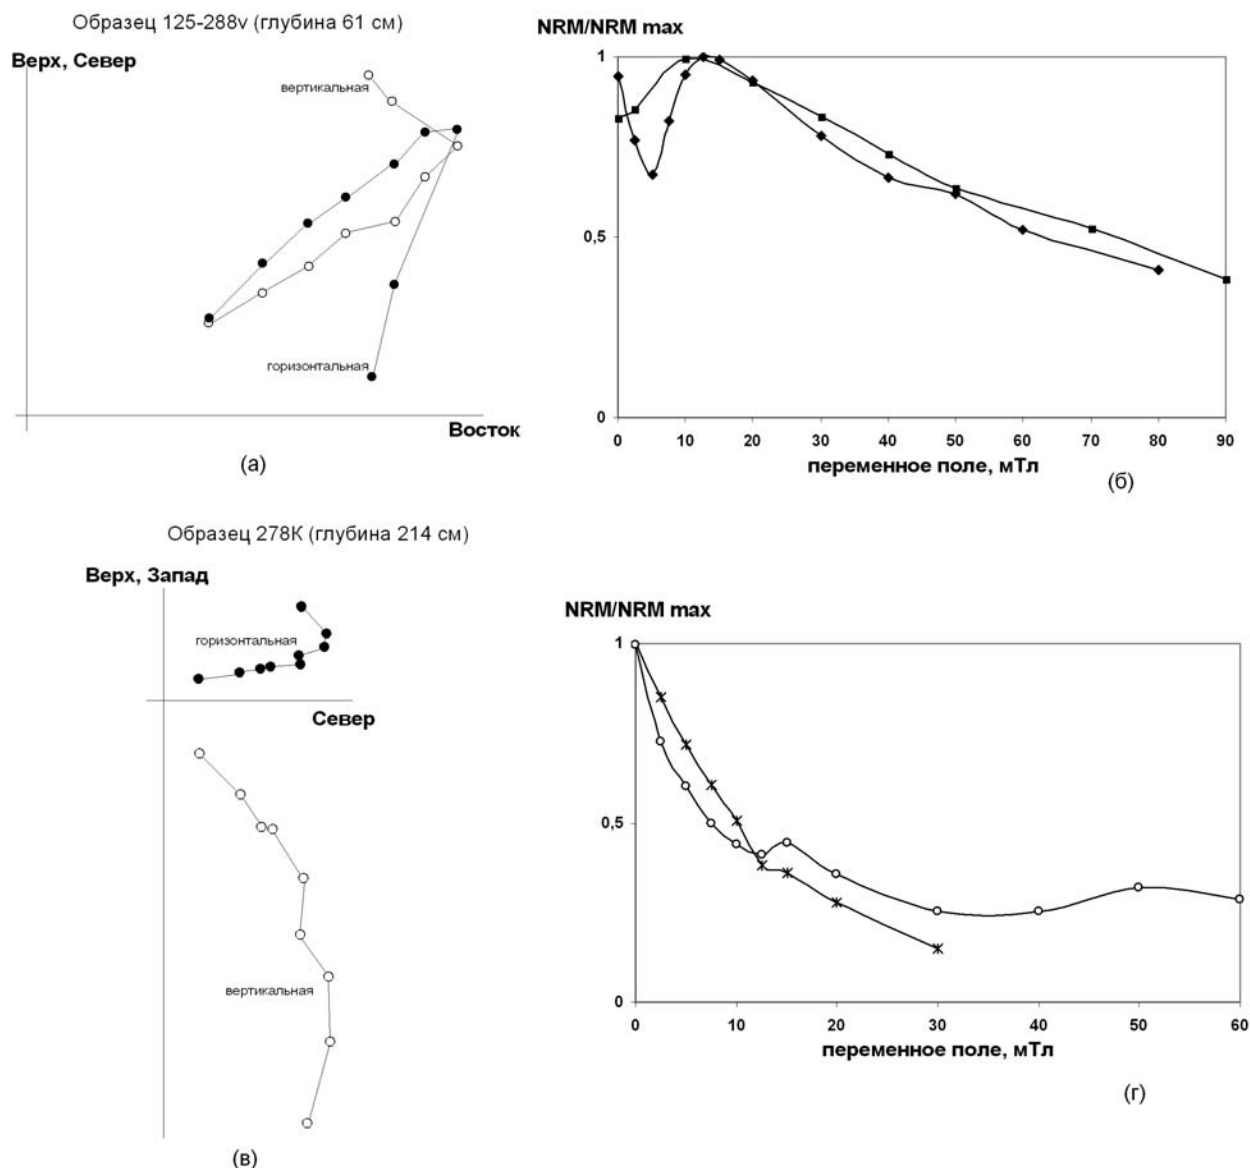 Образец 125-288v (глубина 61 см)
Верх, Север
вертикальная
горизонтальная
Восток
(а)
NRM/NRM max
1
0,5
0
0 10 20 30 40 50 60 70 80 90
переменное поле, мТл
(б)
Образец 278К (глубина 214 см)
Верх, Запад
горизонтальная
Север
вертикальная
(в)
NRM/NRM max
1
0,5
0
0 10 20 30 40 50 60
переменное поле, мТл
(г)